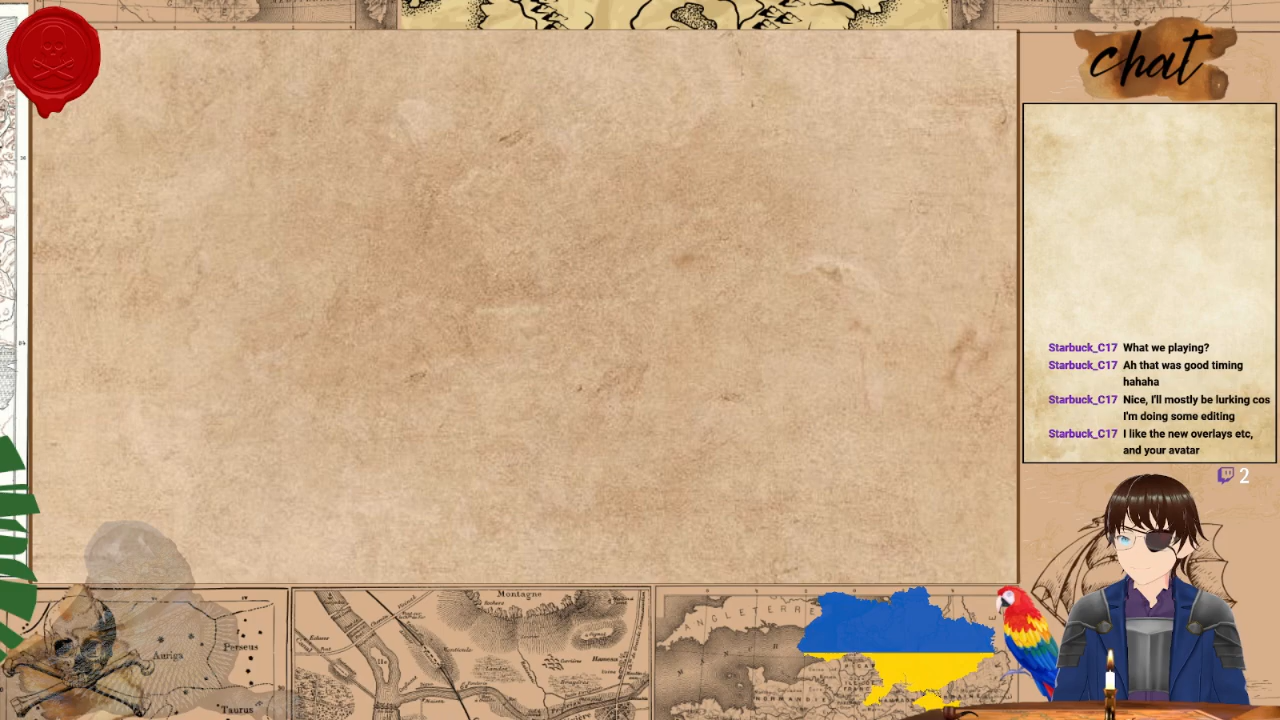 chat
Starbuck_C17 What we playing?
Starbuck_C17 Ah that was good timing
hahaha
Starbuck_C17 Nice, I'll mostly be lurking cos
I'm doing some editing
Starbuck_C17 I like the new overlays etc,
and your avatar
2
Montagne
ANGLETERRE
Auriga
Perseus
Taurus